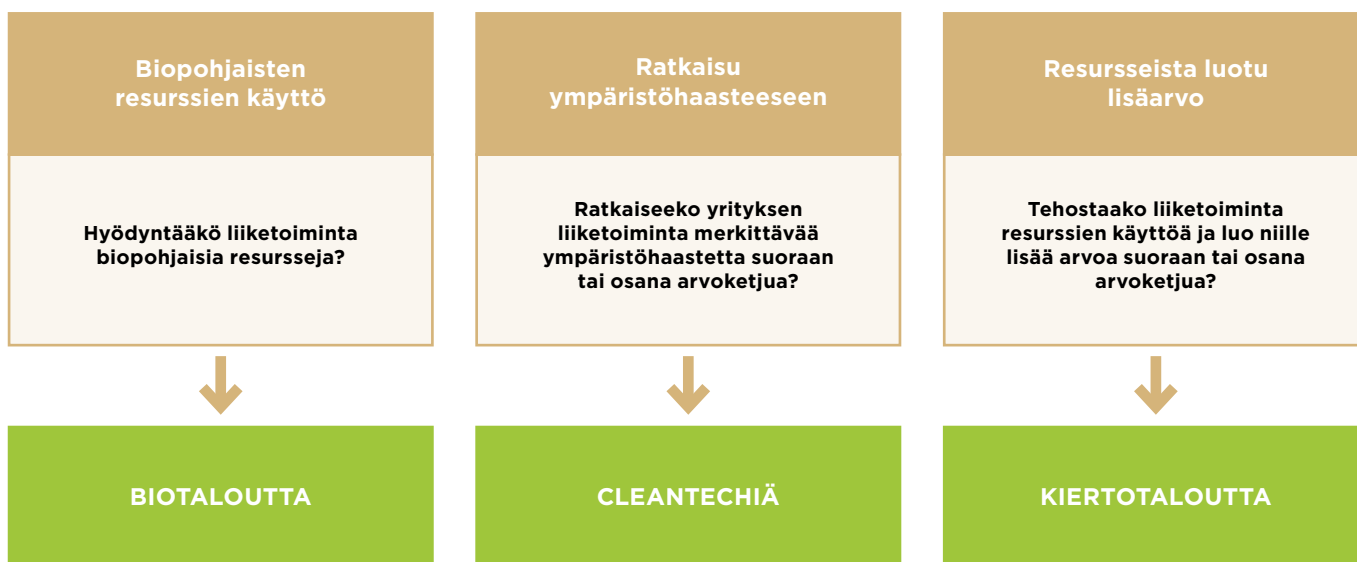 Biopohjaisten
resurssien käyttö
Hyödyntääkö liiketoiminta
biopohjaisia resursseja?
BIOTALOUTTA
Ratkaisu
ympäristöhaasteeseen
Ratkaiseeko yrityksen
liiketoiminta merkittävää
ympäristöhaastetta suoraan
tai osana arvoketjua?
CLEANTECHIÄ
Resursseista luotu
lisäarvo
Tehostaako liiketoiminta
resurssien käyttöä ja luo niille
lisää arvoa suoraan tai osana
arvoketjua?
KIERTOTALOUTTA